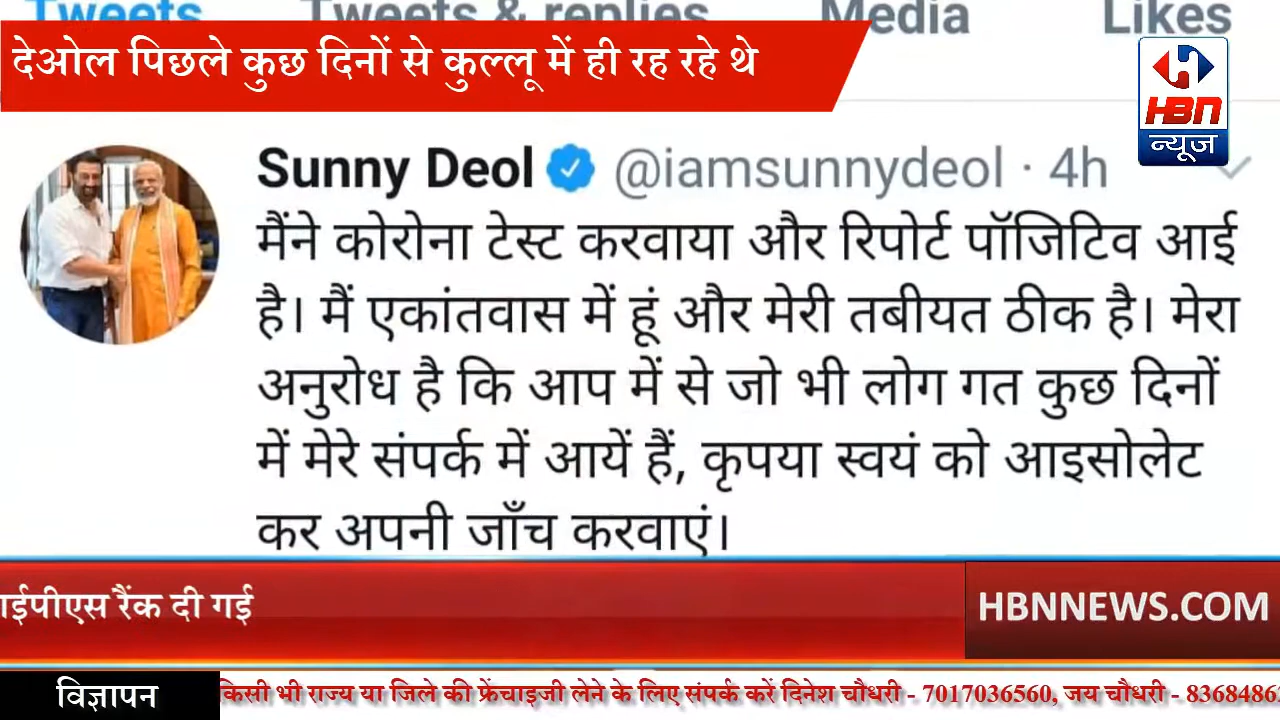 Tweets Tweets & replies Media Likes
देओल पिछले कुछ दिनों से कुल्लू में ही रह रहे थे
HBN
न्यूज
Sunny Deol @iamsunnydeol · 4h
मैंने कोरोना टेस्ट करवाया और रिपोर्ट पॉजिटिव आई
है। मैं एकांतवास में हूं और मेरी तबीयत ठीक है। मेरा
अनुरोध है कि आप में से जो भी लोग गत कुछ दिनों
में मेरे संपर्क में आयें हैं, कृपया स्वयं को आइसोलेट
कर अपनी जाँच करवाएं।
ईपीएस रैंक दी गई
HBNNEWS.COM
विज्ञापन
किसी भी राज्य या जिले की फ्रेंचाइजी लेने के लिए संपर्क करें दिनेश चौधरी - 7017036560, जय चौधरी - 8368486